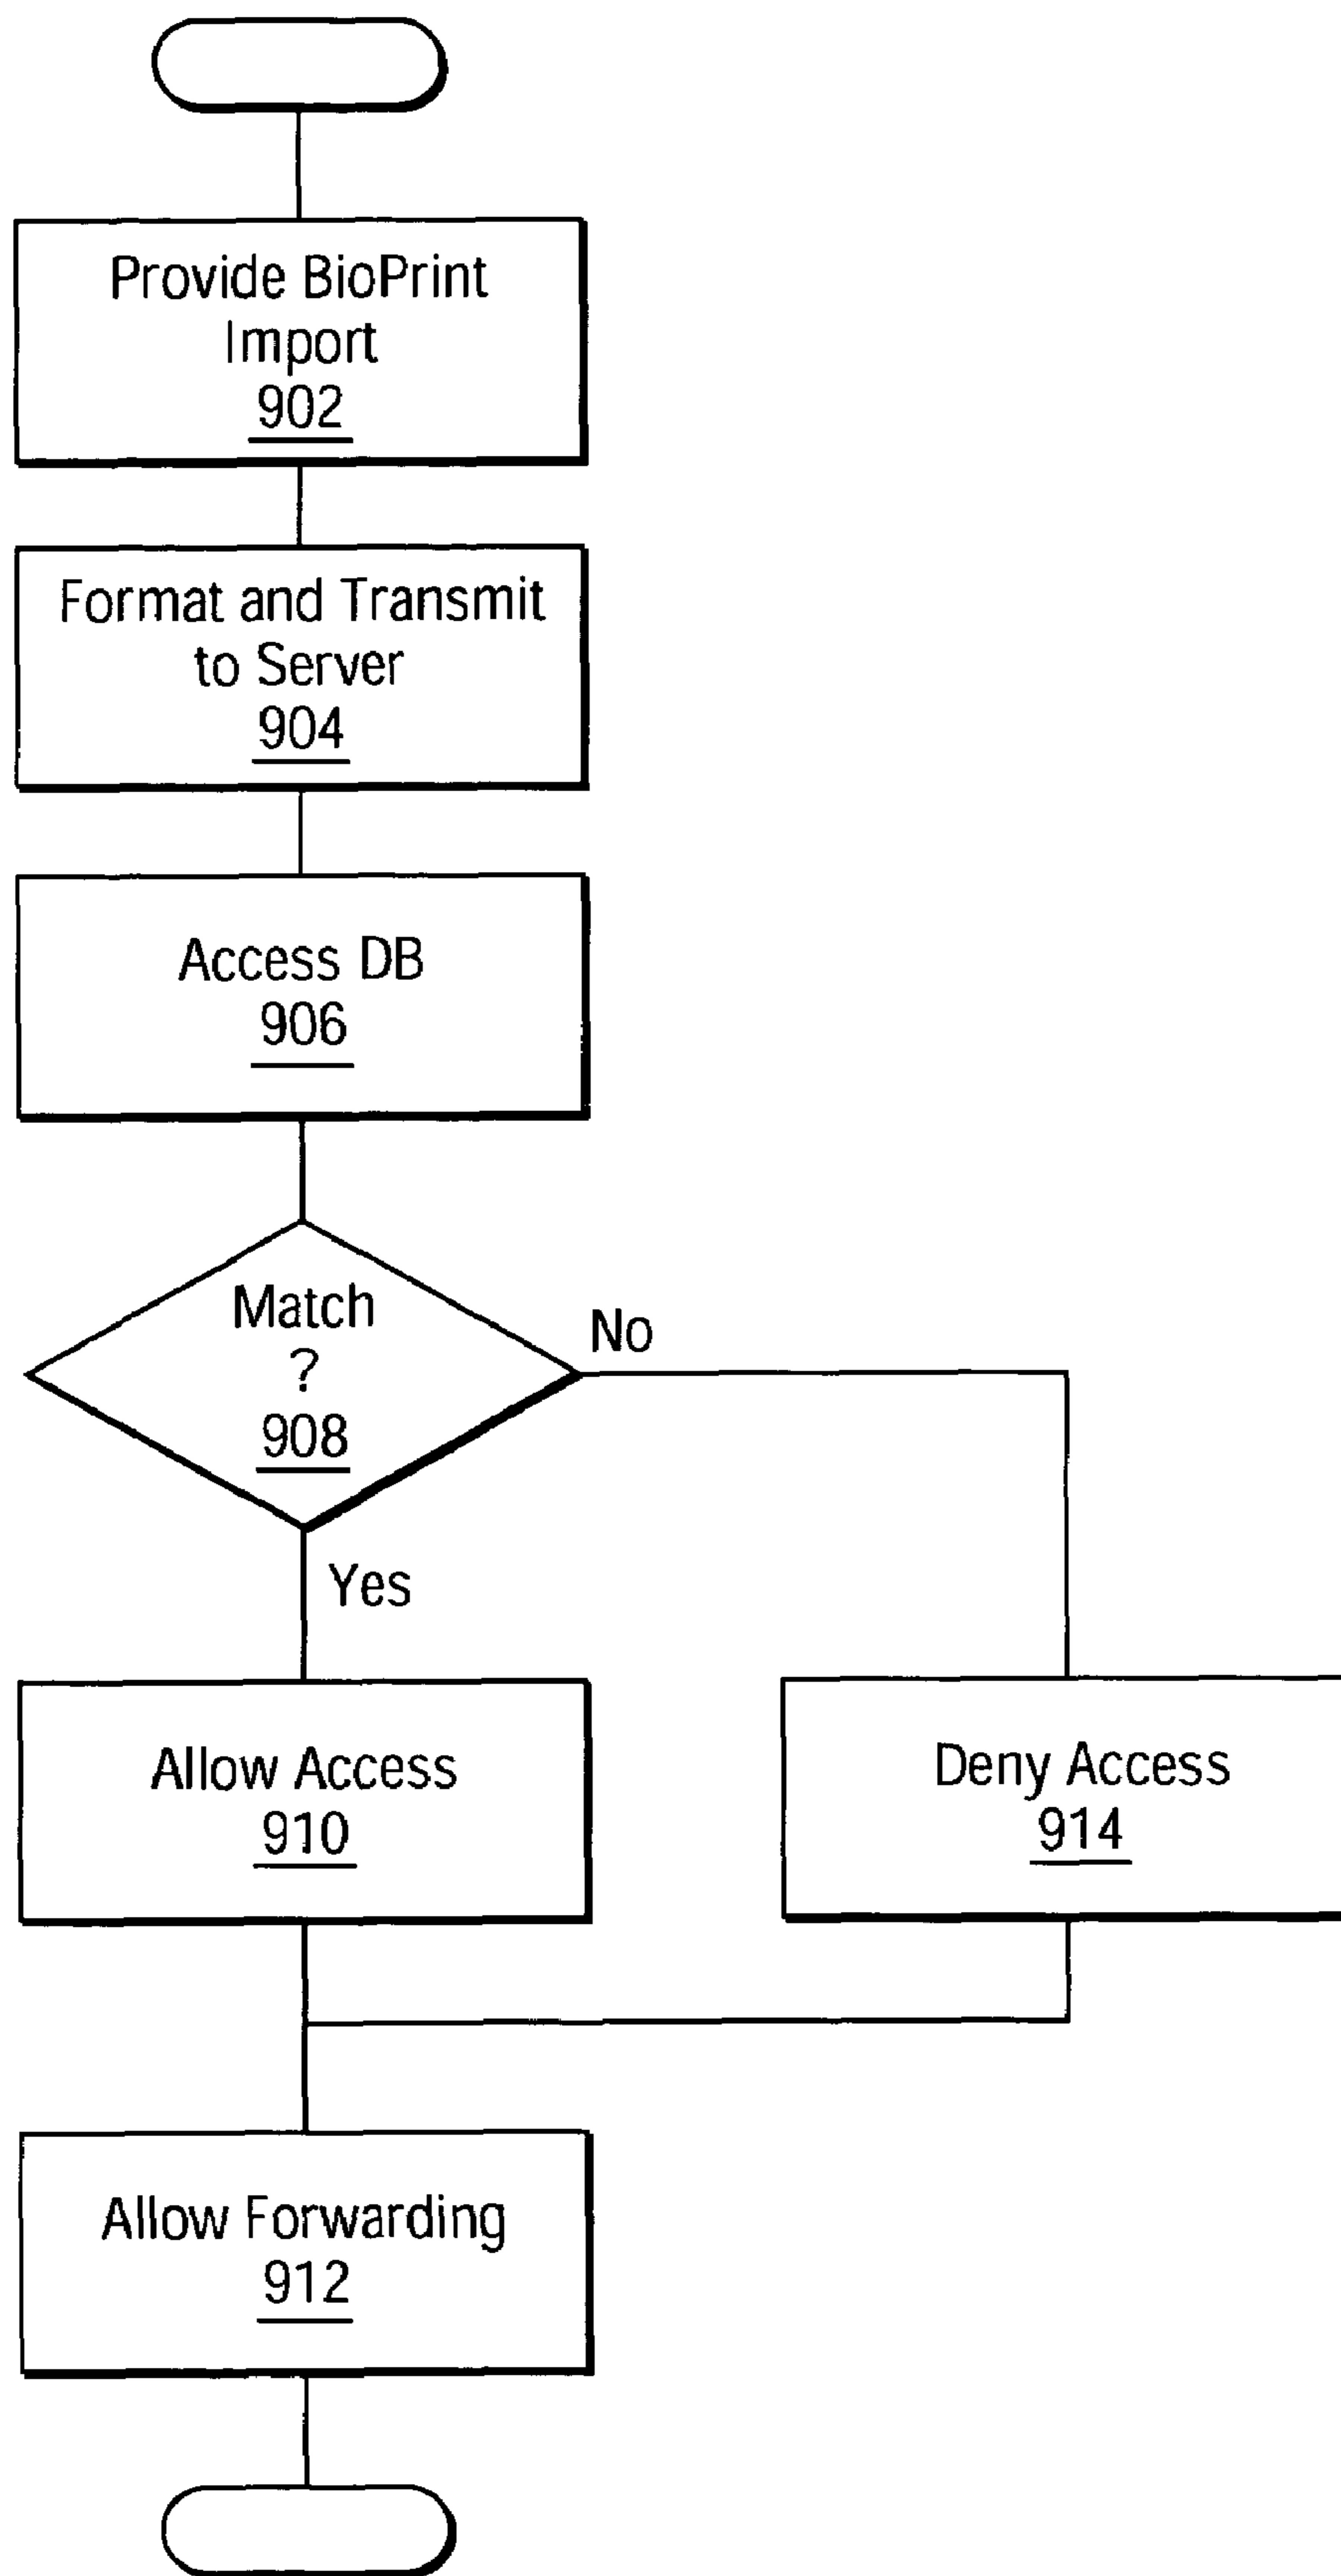 Provide BioPrint
Import
902
Format and Transmit
to Server
904
Access DB
906
Match
?
908
No
Yes
Allow Access
910
Deny Access
914
Allow Forwarding
912